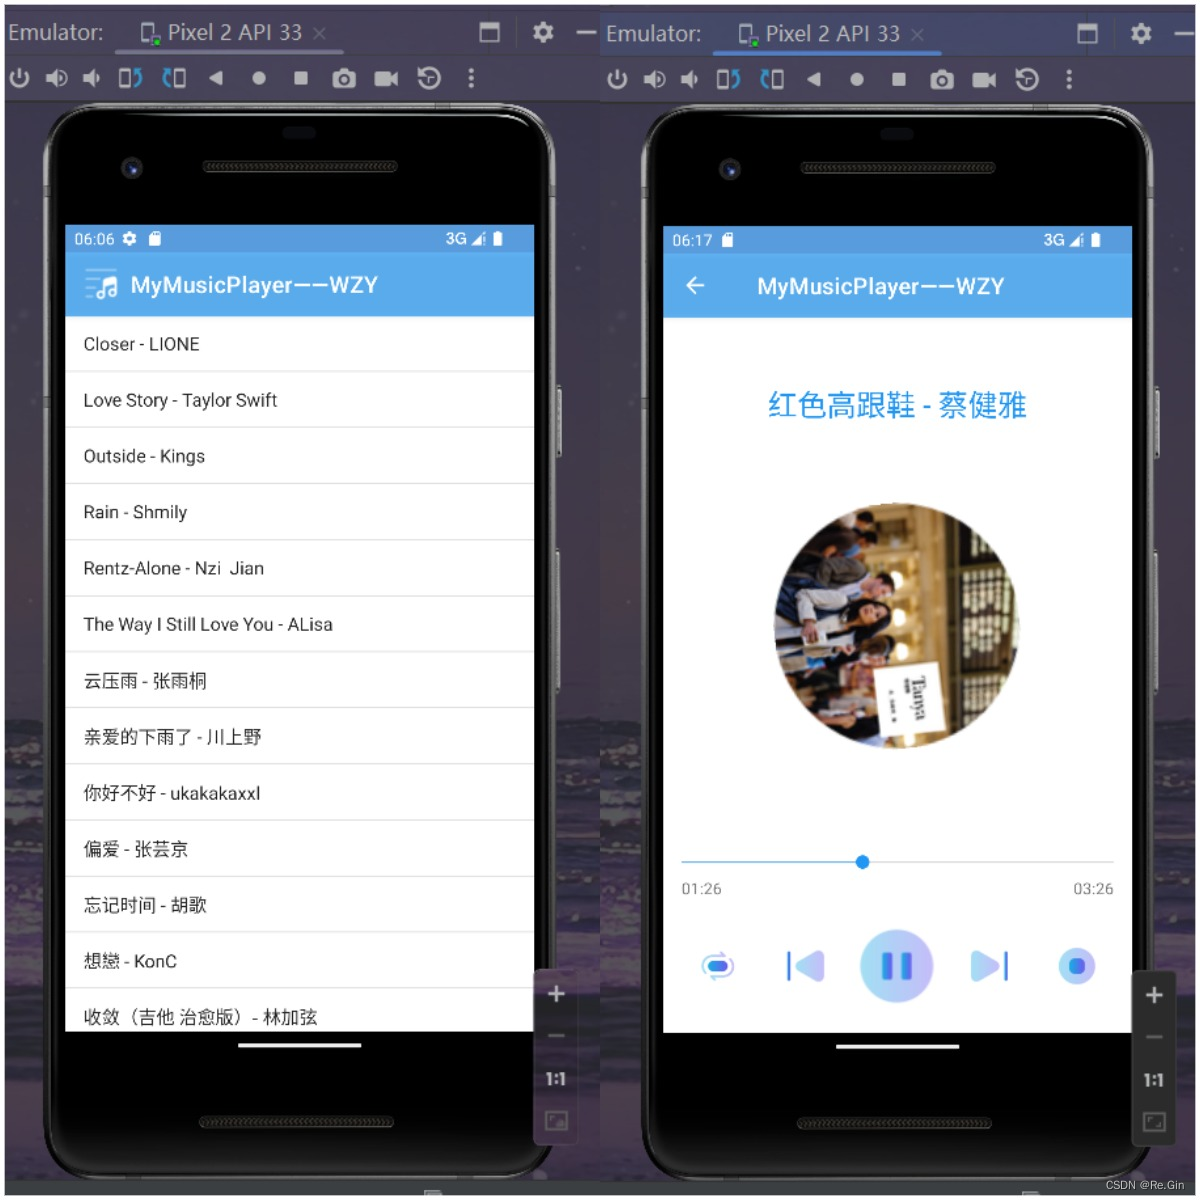 Emulator: Pixel 2 API 33
06:06 3G
MyMusicPlayer——WZY
Closer - LIONE
Love Story - Taylor Swift
Outside - Kings
Rain - Shmily
Rentz-Alone - Nzi  Jian
The Way I Still Love You - ALisa
云压雨 - 张雨桐
亲爱的下雨了 - 川上野
你好不好 - ukakakaxxl
偏爱 - 张芸京
忘记时间 - 胡歌
想戀 - KonC
收敛（吉他 治愈版）- 林加弦
1:1
Emulator: Pixel 2 API 33
06:17 3G
MyMusicPlayer——WZY
红色高跟鞋 - 蔡健雅
Tanya
01:26 03:26
1:1
CSDN @Re.Gin